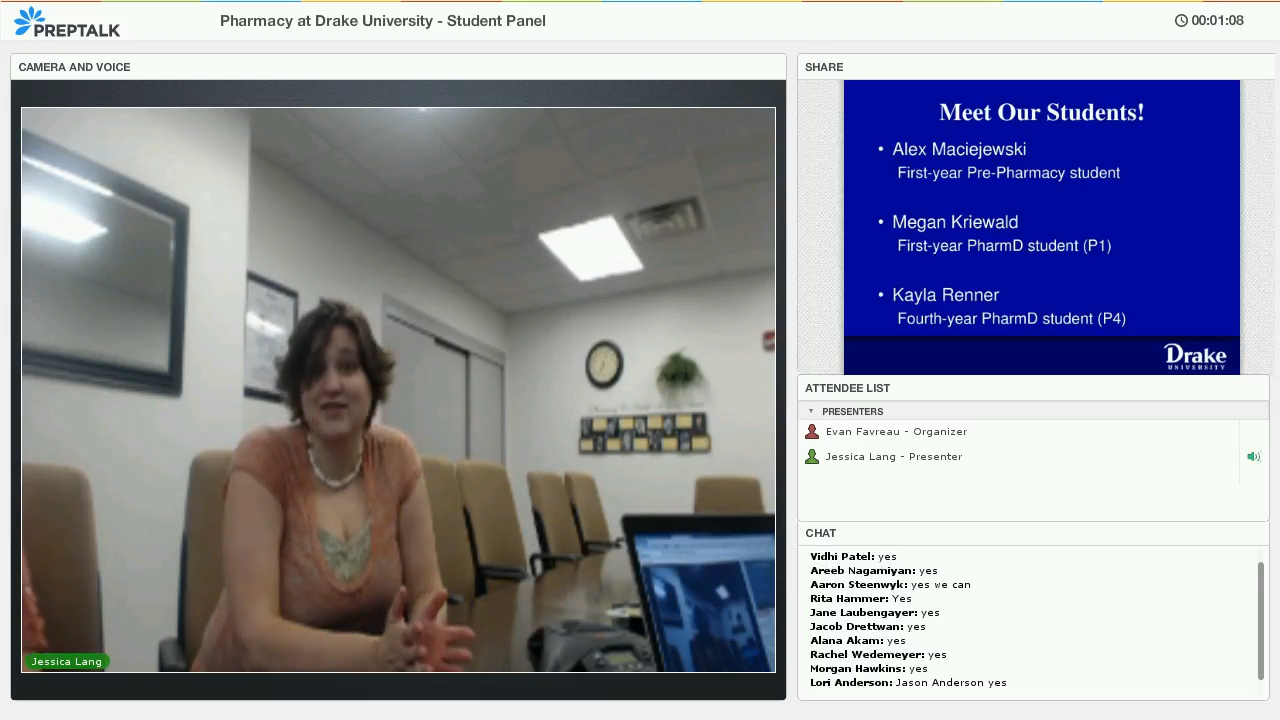 PREPTALK
Pharmacy at Drake University - Student Panel
00:01:08
CAMERA AND VOICE
Jessica Lang
SHARE
Meet Our Students!
• Alex Maciejewski
First-year Pre-Pharmacy student
• Megan Kriewald
First-year PharmD student (P1)
• Kayla Renner
Fourth-year PharmD student (P4)
Drake
UNIVERSITY
ATTENDEE LIST
PRESENTERS
Evan Favreau - Organizer
Jessica Lang - Presenter
CHAT
Vidhi Patel: yes
Areeb Nagamiyan: yes
Aaron Steenwyk: yes we can
Rita Hammer: Yes
Jane Laubengayer: yes
Jacob Drettwan: yes
Alana Akam: yes
Rachel Wedemeyer: yes
Morgan Hawkins: yes
Lori Anderson: Jason Anderson yes